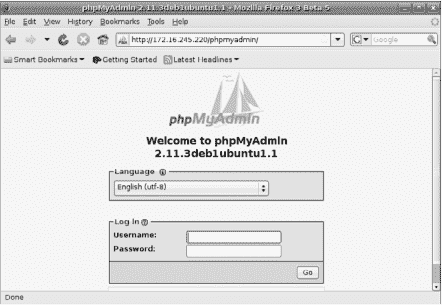 phpMyAdmin 2.11.3deb1ubuntu1.1 - Mozilla Firefox 3 Beta 5
File Edit View History Bookmarks Tools Help
http://172.16.245.220/phpmyadmin/
Google
Smart Bookmarks Getting Started Latest Headlines
phpMyAdmin
Welcome to phpMyAdmin
2.11.3deb1ubuntu1.1
Language
English (utf-8)
Log in
Username:
Password:
Go
Done